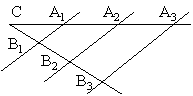 C A₁ A₂ A₃
B₁
B₂
B₃